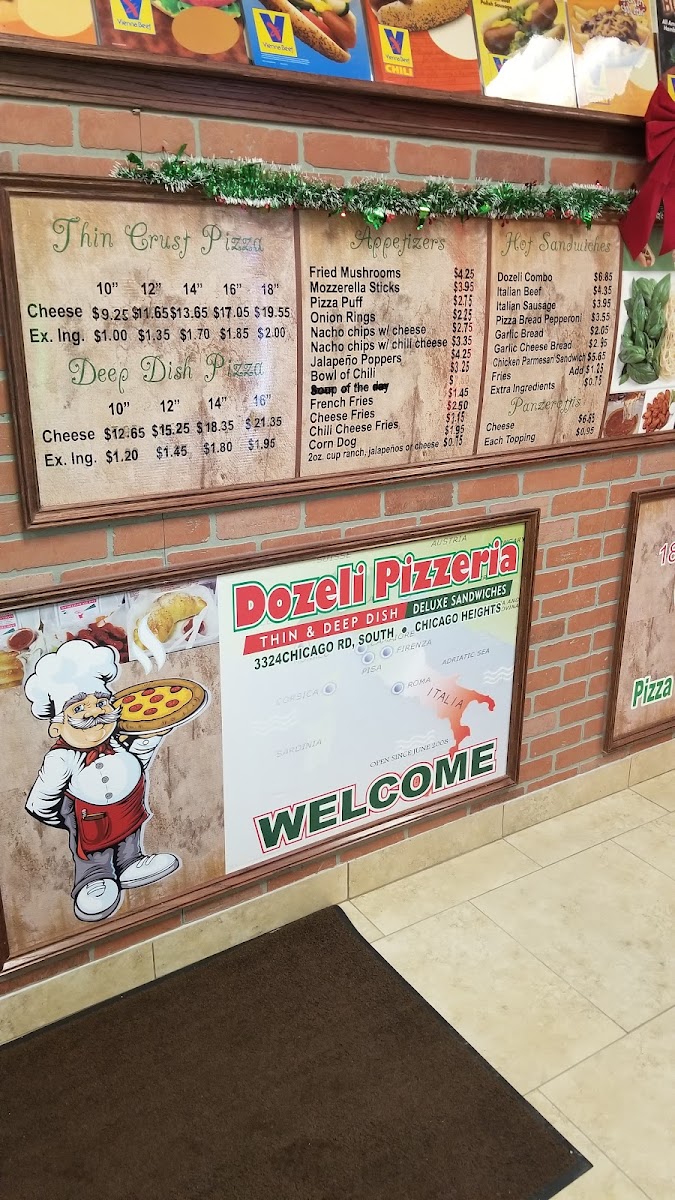 Vienna Beef
Vienna Beef
CHILI
Thin Crust Pizza
10" 12" 14" 16" 18"
Cheese $9.25 $11.65 $13.65 $17.05 $19.55
Ex. Ing. $1.00 $1.35 $1.70 $1.85 $2.00
Deep Dish Pizza
10" 12" 14" 16"
Cheese $12.65 $15.25 $18.35 $21.35
Ex. Ing. $1.20 $1.45 $1.80 $1.95
Appetizers
Fried Mushrooms $4.25
Mozzerella Sticks $3.95
Pizza Puff $2.75
Onion Rings $2.25
Nacho chips w/ cheese $2.75
Nacho chips w/ chili cheese $3.35
Jalapeño Poppers $4.25
Bowl of Chili $3.25
Soup of the day
French Fries $1.45
Cheese Fries $2.50
Chili Cheese Fries
Corn Dog $1.95
2oz. cup ranch, jalapeños or cheese $0.75
Hot Sandwiches
Dozeli Combo $6.85
Italian Beef $4.35
Italian Sausage $3.95
Pizza Bread Pepperoni $3.55
Garlic Bread $2.05
Garlic Cheese Bread $2.95
Chicken Parmesan Sandwich $5.65
Fries Add $1.25
Extra Ingredients $0.75
Panzerottis
Cheese $6.85
Each Topping $0.95
AUSTRIA
Dozeli Pizzeria
THIN & DEEP DISH DELUXE SANDWICHES
3324CHICAGO RD, SOUTH • CHICAGO HEIGHTS
FIRENZE
PISA
ADRIATIC SEA
CORSICA
ROMA
ITALIA
SARDINIA
OPEN SINCE JUNE 2008
WELCOME
18
Pizza